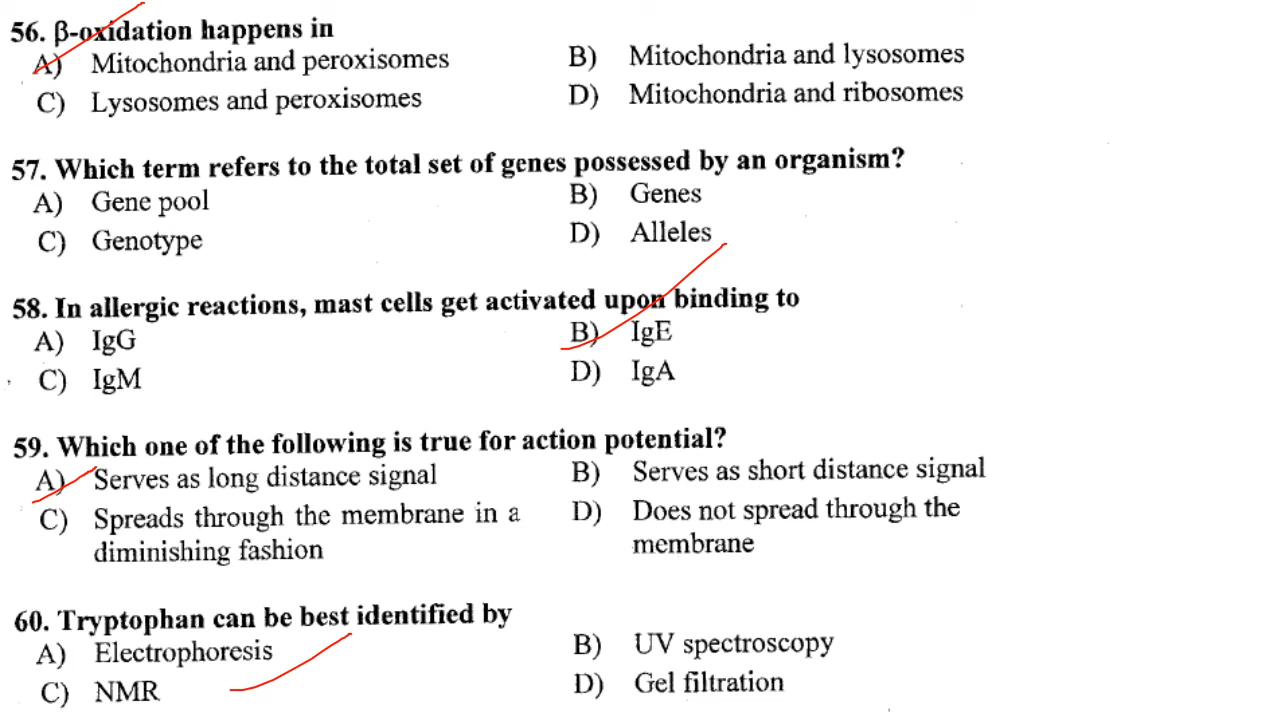 56. β-oxidation happens in
A) Mitochondria and peroxisomes B) Mitochondria and lysosomes
C) Lysosomes and peroxisomes D) Mitochondria and ribosomes
57. Which term refers to the total set of genes possessed by an organism?
A) Gene pool B) Genes
C) Genotype D) Alleles
58. In allergic reactions, mast cells get activated upon binding to
A) IgG B) IgE
C) IgM D) IgA
59. Which one of the following is true for action potential?
A) Serves as long distance signal B) Serves as short distance signal
C) Spreads through the membrane in a D) Does not spread through the
diminishing fashion membrane
60. Tryptophan can be best identified by
A) Electrophoresis B) UV spectroscopy
C) NMR D) Gel filtration